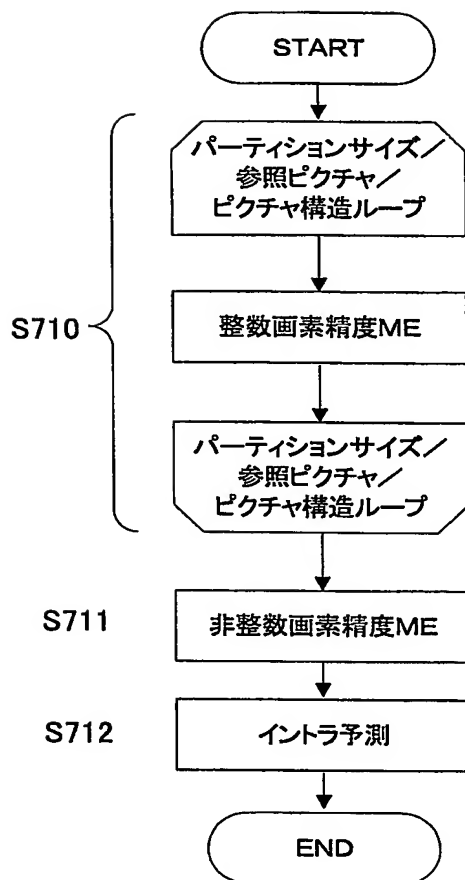 START
パーティションサイズ／
参照ピクチャ／
ピクチャ構造ループ
S710
整数画素精度ME
パーティションサイズ／
参照ピクチャ／
ピクチャ構造ループ
S711
非整数画素精度ME
S712
イントラ予測
END